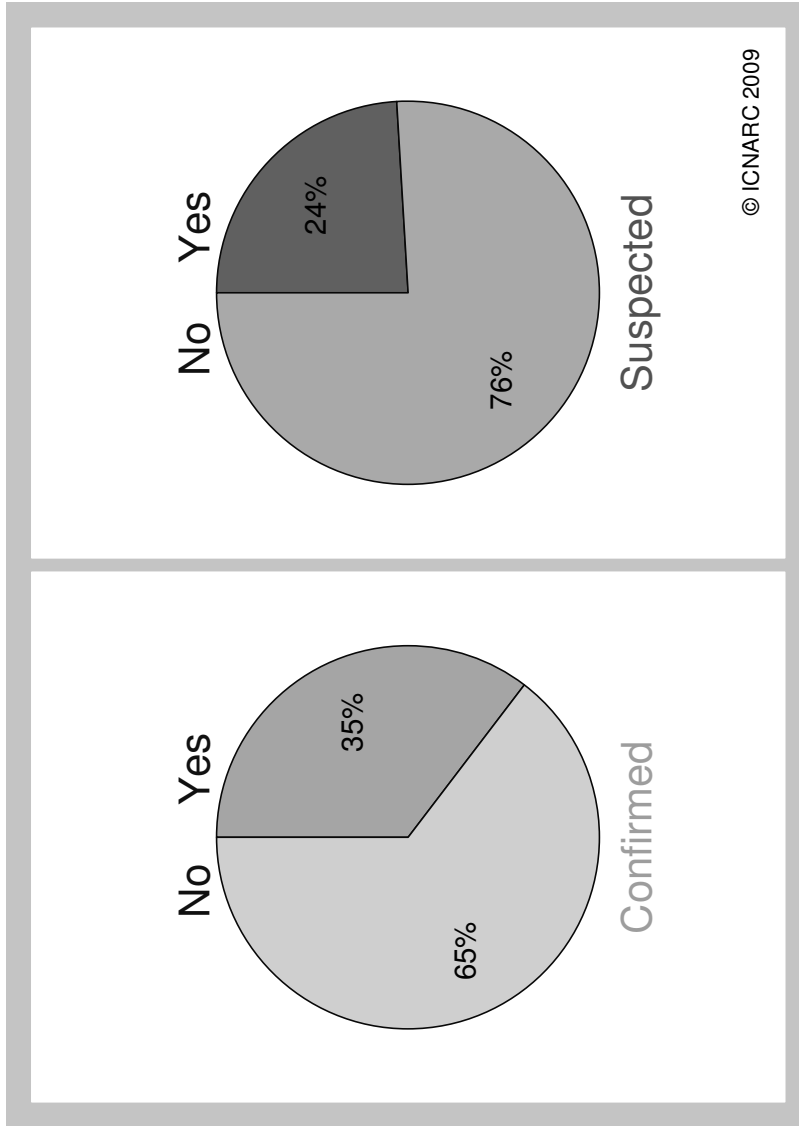 No Yes
35%
65%
Confirmed
No Yes
24%
76%
Suspected
© ICNARC 2009